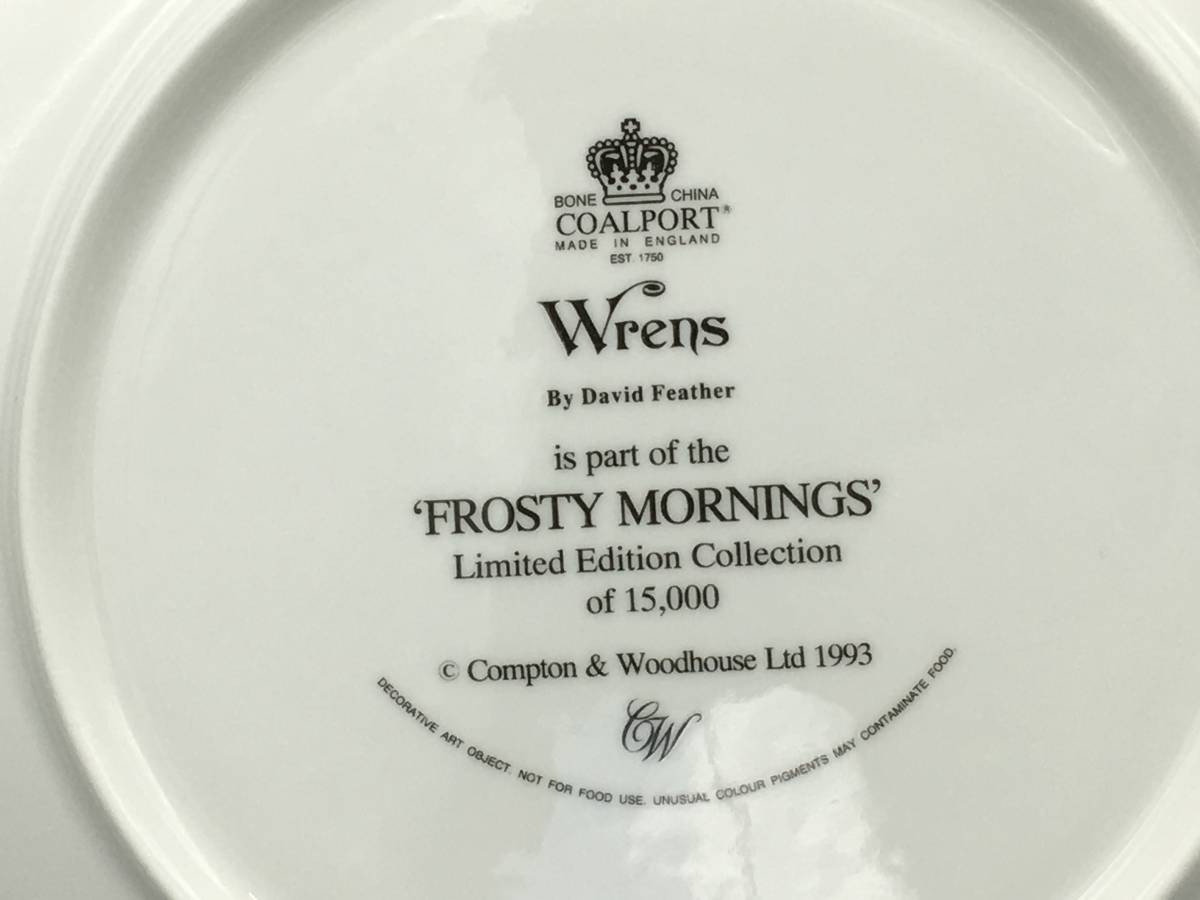 BONE CHINA
COALPORT®
MADE IN ENGLAND
EST. 1750
Wrens
By David Feather
is part of the
‘FROSTY MORNINGS’
Limited Edition Collection
of 15,000
© Compton & Woodhouse Ltd 1993
CW
DECORATIVE ART OBJECT. NOT FOR FOOD USE. UNUSUAL COLOUR PIGMENTS MAY CONTAMINATE FOOD.